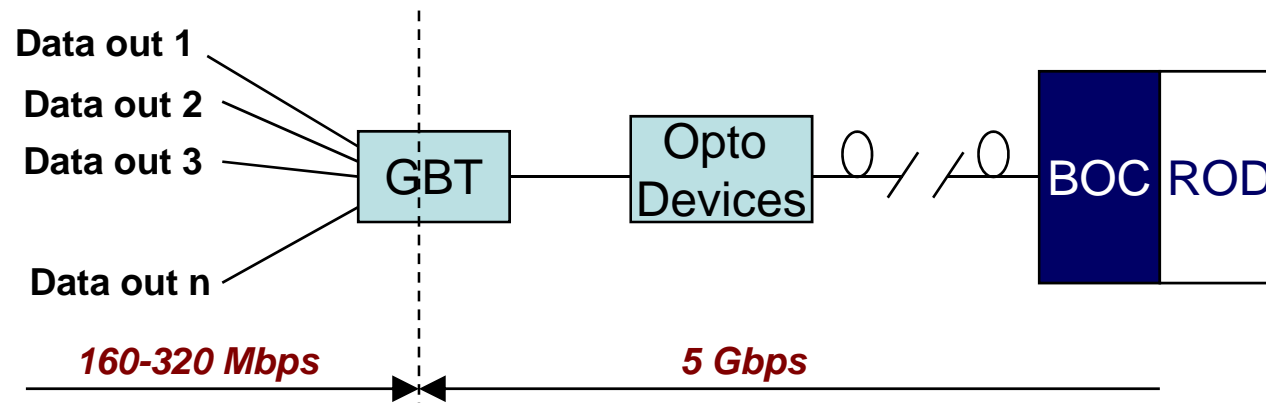 Data out 1
Data out 2
Data out 3
Data out n
GBT
Opto
Devices
BOC ROD
160-320 Mbps
5 Gbps